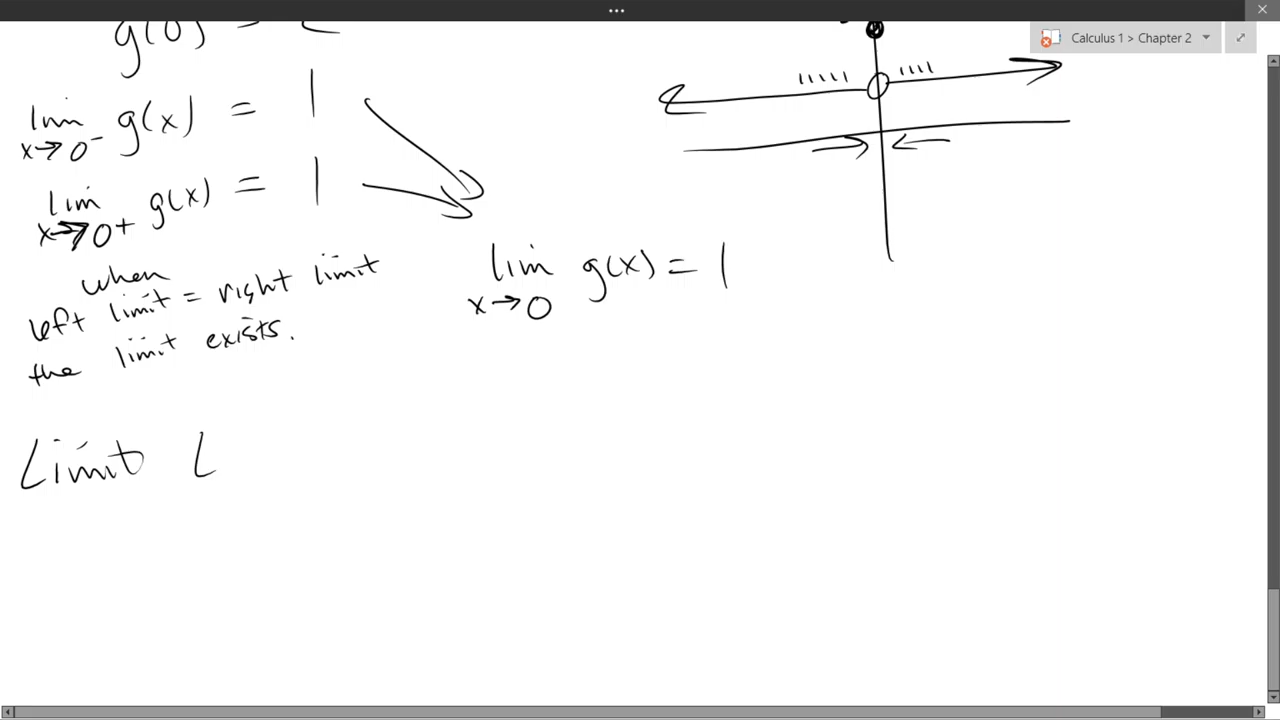 Calculus 1 > Chapter 2
g(0) = 2
lim x→0⁻ g(x) = 1
lim x→0+ g(x) = 1
lim x→0 g(x) = 1
when
left limit = right limit
the limit exists.
Limit L